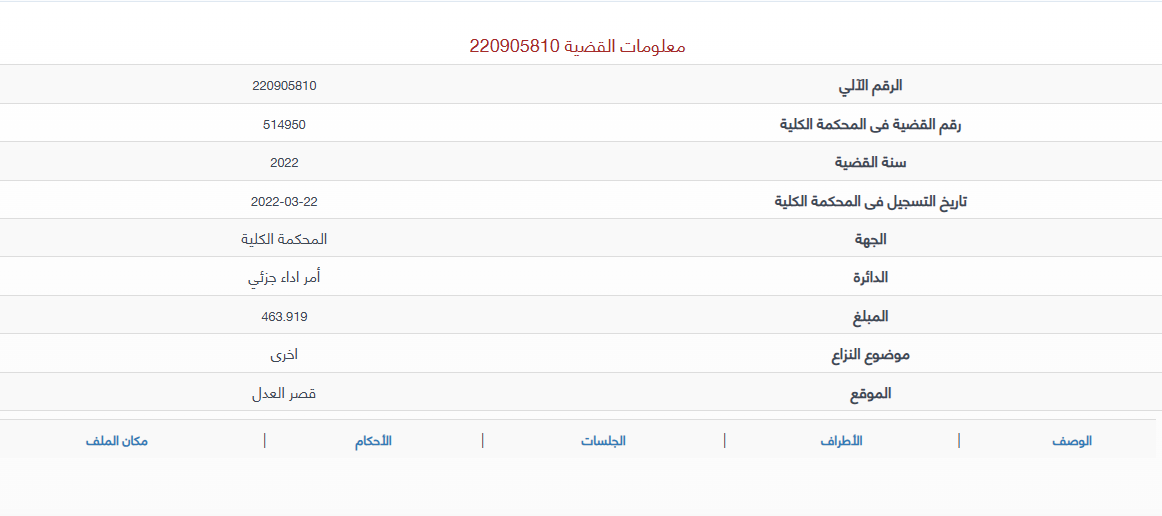 معلومات القضية 220905810
الرقم الآلي 220905810
رقم القضية فى المحكمة الكلية 514950
سنة القضية 2022
تاريخ التسجيل فى المحكمة الكلية 2022-03-22
الجهة المحكمة الكلية
الدائرة أمر اداء جزئي
المبلغ 463.919
موضوع النزاع اخرى
الموقع قصر العدل
الوصف | الأطراف | الجلسات | الأحكام | مكان الملف